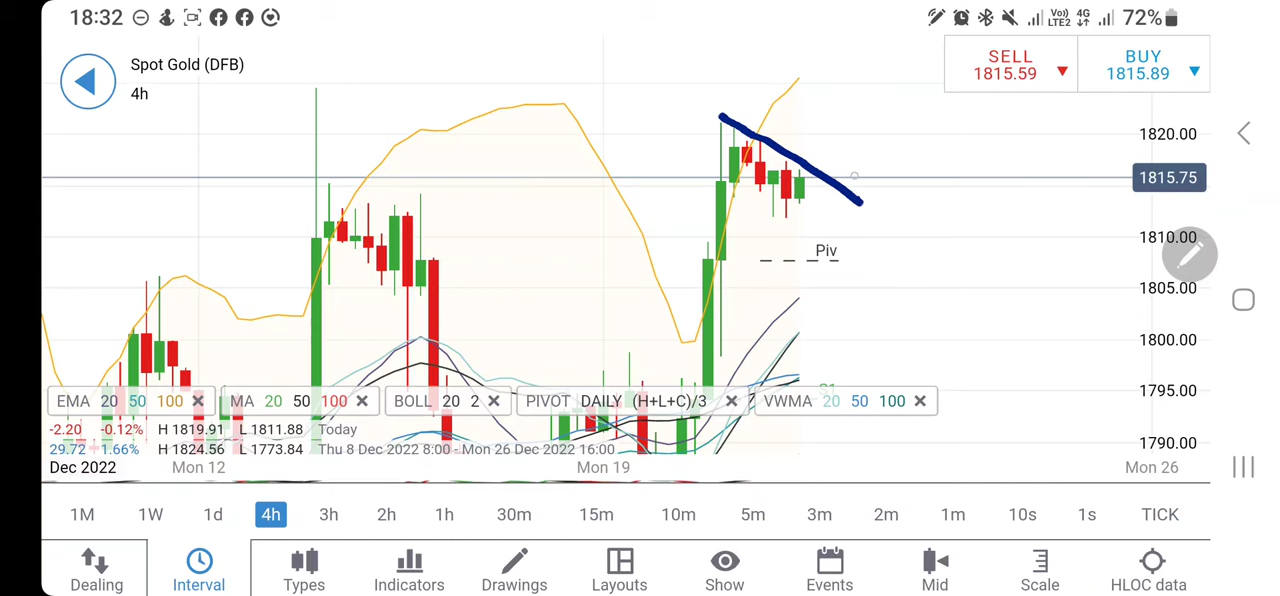 18:32
Vo)) LTE2 4G 72%
Spot Gold (DFB)
4h
SELL 1815.59
BUY 1815.89
1820.00
1815.75
1810.00
Piv
1805.00
1800.00
1795.00
1790.00
EMA 20 50 100 MA 20 50 100 BOLL 20 2 PIVOT DAILY (H+L+C)/3 VWMA 20 50 100
-2.20 -0.12% H 1819.91 L 1811.88 Today
29.72 1.66% H 1824.56 L 1773.84 Thu 8 Dec 2022 8:00 - Mon 26 Dec 2022 16:00
Dec 2022 Mon 12 Mon 19 Mon 26
1M 1W 1d 4h 3h 2h 1h 30m 15m 10m 5m 3m 2m 1m 10s 1s TICK
Dealing Interval Types Indicators Drawings Layouts Show Events Mid Scale HLOC data